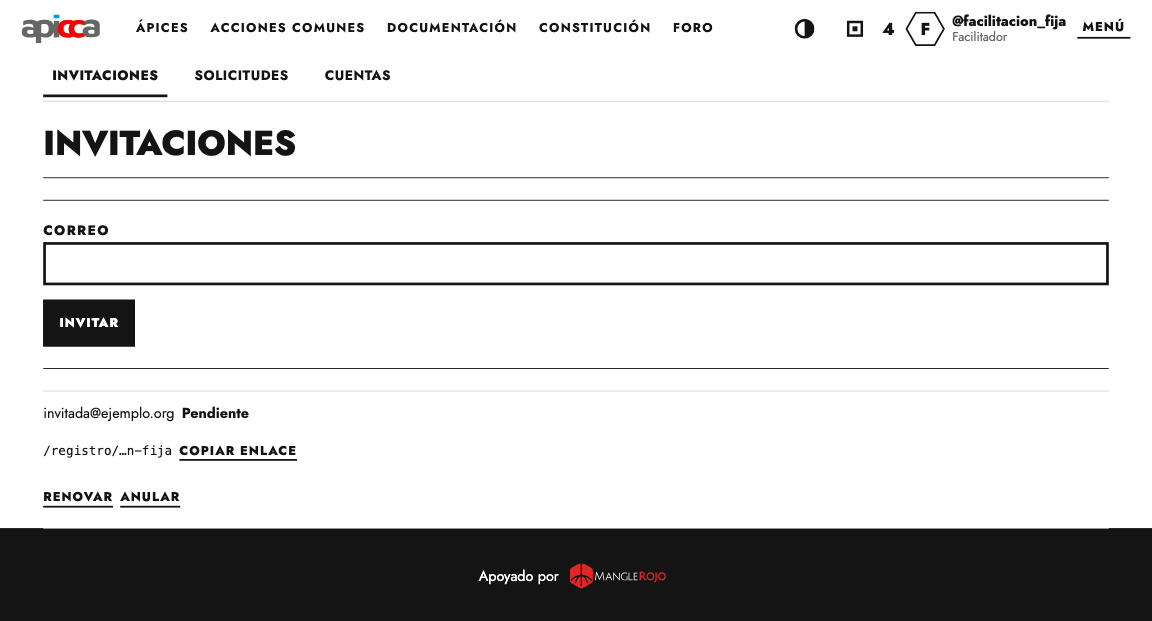 apicca
ÁPICES ACCIONES COMUNES DOCUMENTACIÓN CONSTITUCIÓN FORO
4
F
@facilitacion_fija
Facilitador
MENÚ
INVITACIONES SOLICITUDES CUENTAS
INVITACIONES
CORREO
INVITAR
invitada@ejemplo.org Pendiente
/registro/…n-fija COPIAR ENLACE
RENOVAR ANULAR
Apoyado por MANGLEROJO